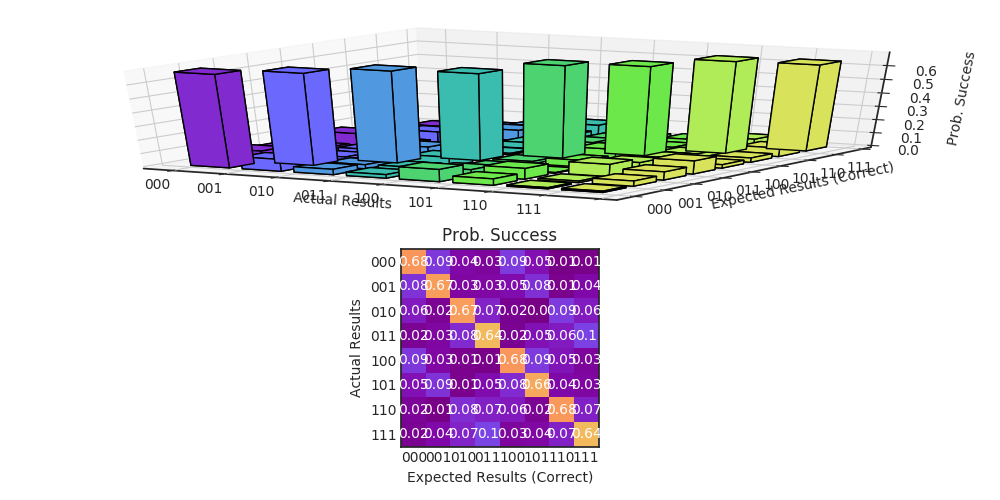 0.6
0.5
0.4
0.3
0.2
0.1
0.0
Prob. Success
000 001 010 011 100 101 110 111
Actual Results
000 001 010 011 100 101 110 111
Expected Results (Correct)
Prob. Success
000 0.68 0.09 0.04 0.03 0.09 0.05 0.01 0.01
001 0.08 0.67 0.03 0.03 0.05 0.08 0.01 0.04
010 0.06 0.02 0.67 0.07 0.02 0.0 0.09 0.06
011 0.02 0.03 0.08 0.64 0.02 0.05 0.06 0.1
100 0.09 0.03 0.01 0.01 0.68 0.09 0.05 0.03
101 0.05 0.09 0.01 0.05 0.08 0.66 0.04 0.03
110 0.02 0.01 0.08 0.07 0.06 0.02 0.68 0.07
111 0.02 0.04 0.07 0.1 0.03 0.04 0.07 0.64
Actual Results
000 001 010 011 100 101 110 111
Expected Results (Correct)